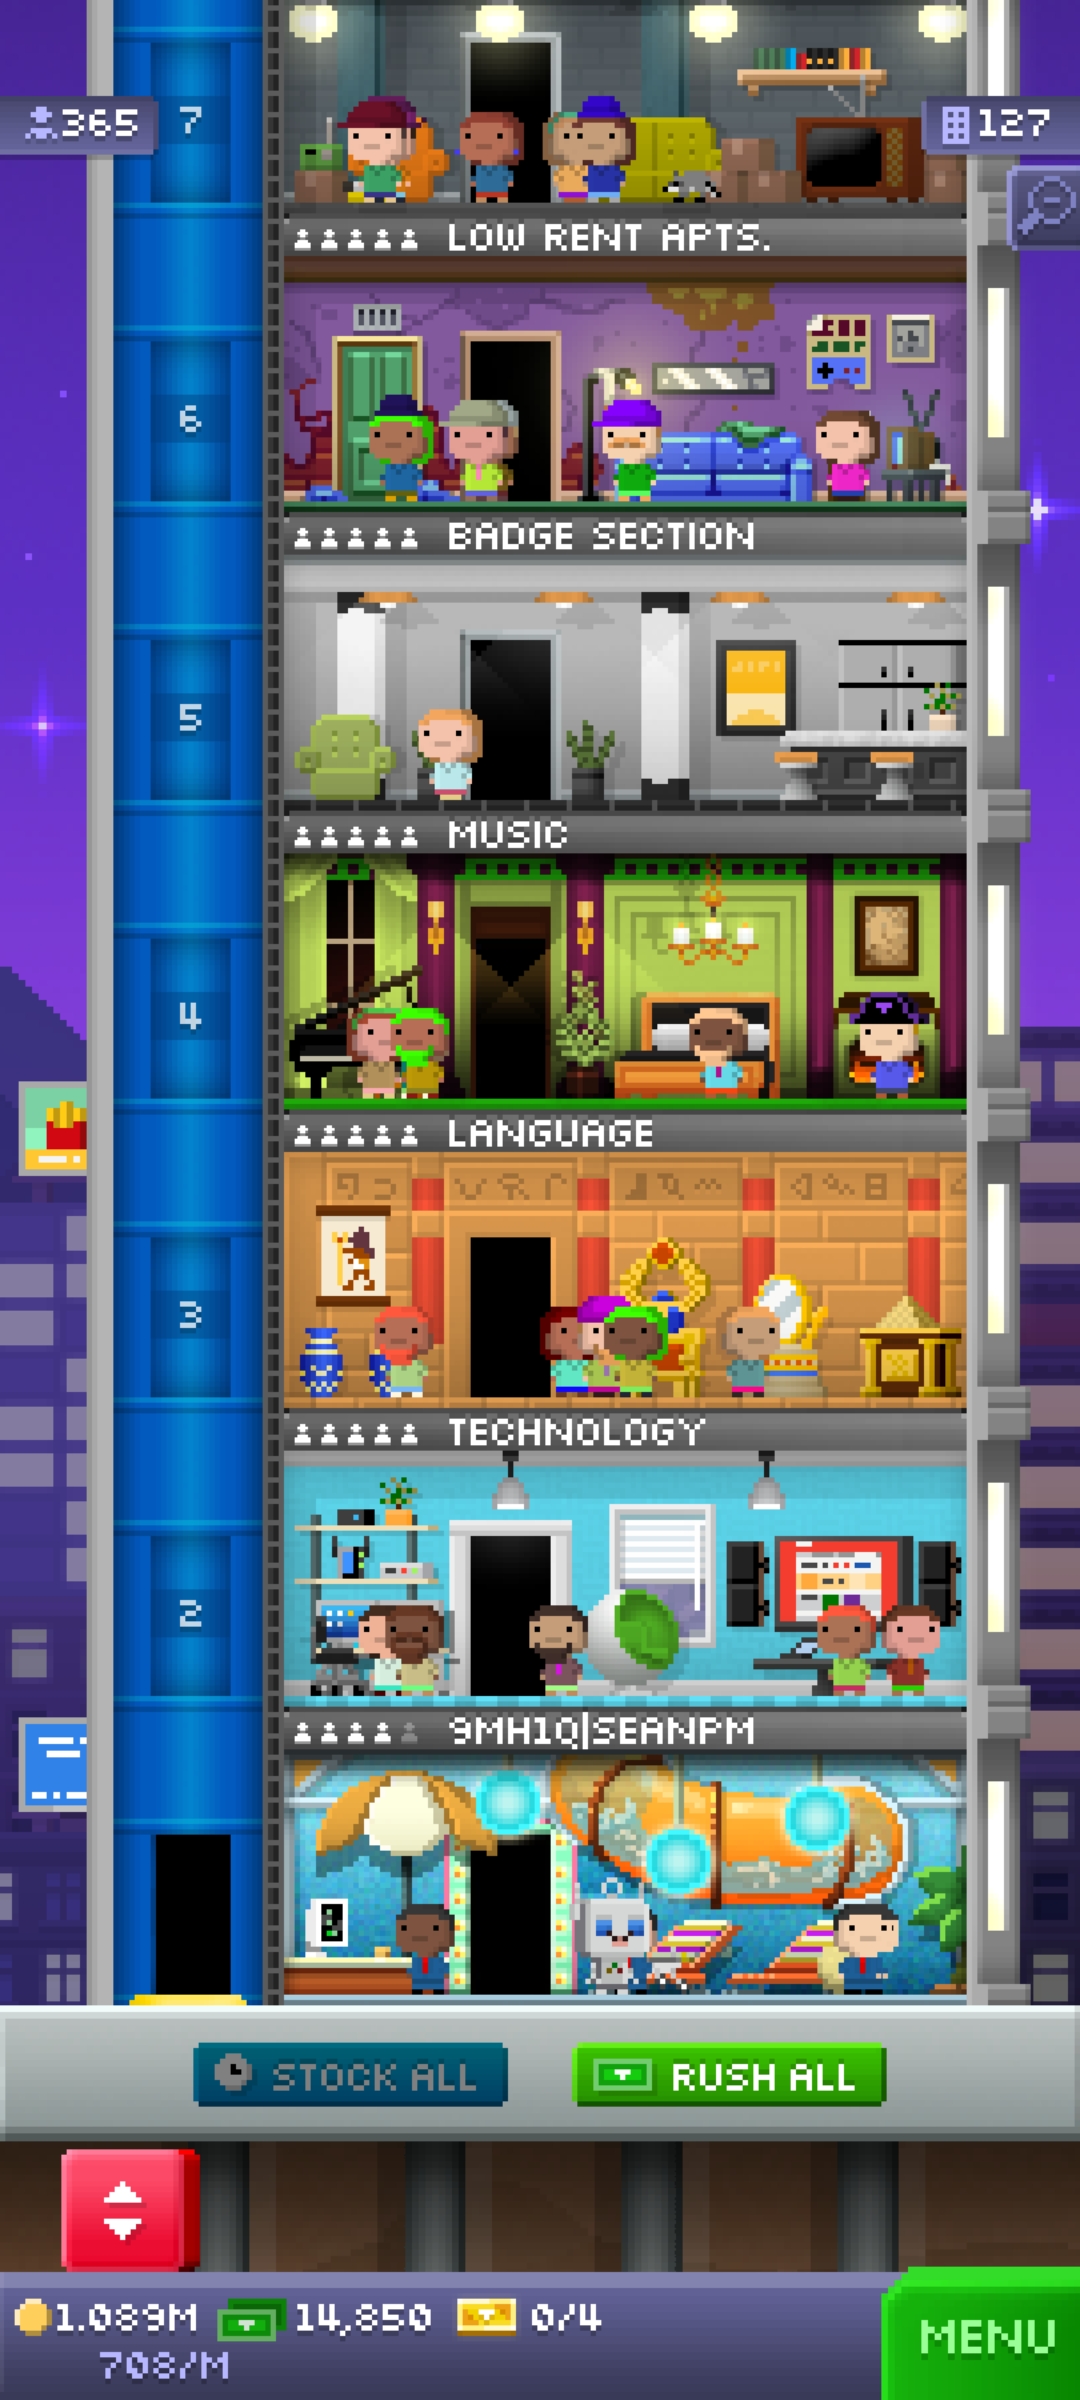 365
7
127
LOW RENT APTS.
6
BADGE SECTION
5
MUSIC
4
LANGUAGE
3
TECHNOLOGY
2
9MH1Q|SEANPM
STOCK ALL
RUSH ALL
1.089M
14,850
0/4
708/M
MENU